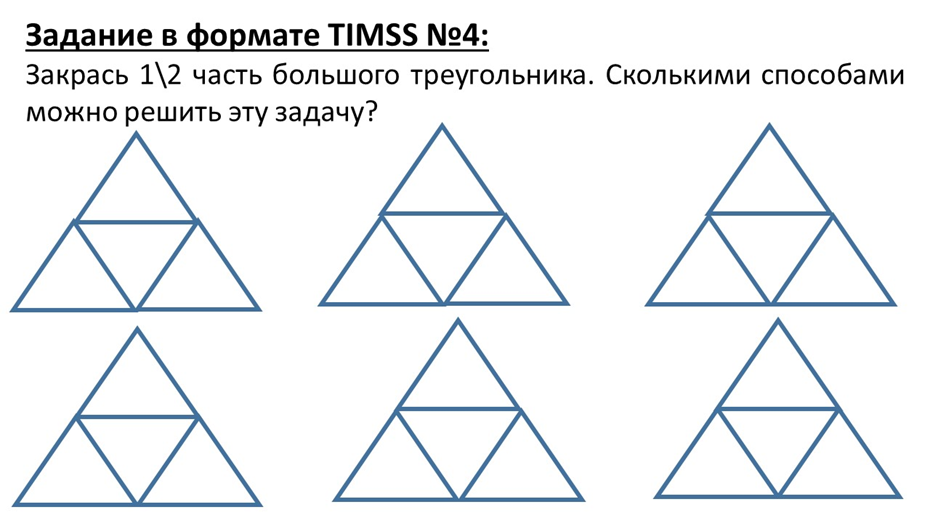 Задание в формате TIMSS №4:
Закрась 1\2 часть большого треугольника. Сколькими способами
можно решить эту задачу?